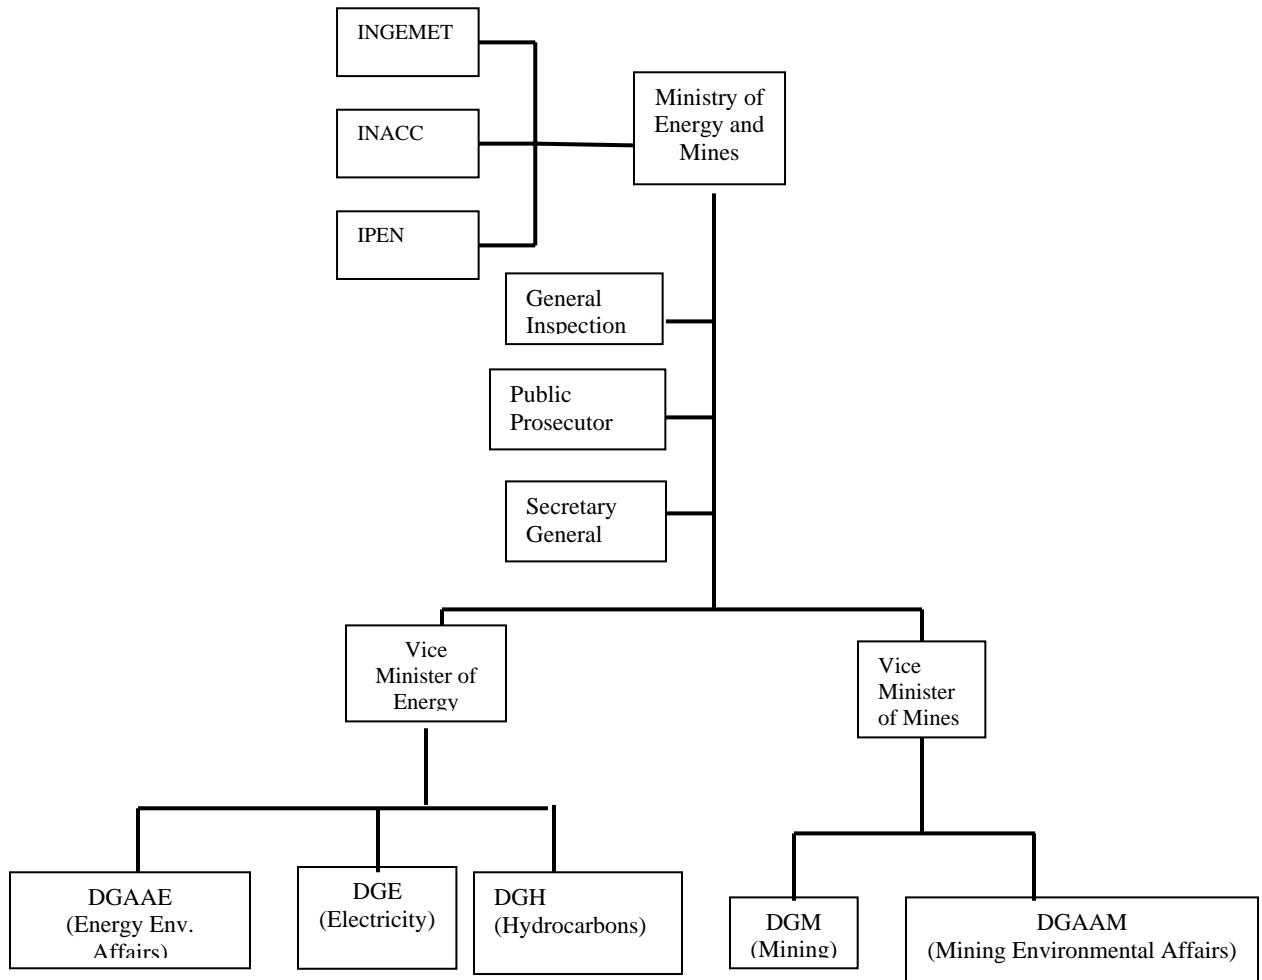 INGEMET
Ministry of
Energy and
Mines
INACC
IPEN
General
Inspection
Public
Prosecutor
Secretary
General
Vice
Minister of
Energy
Vice
Minister
of Mines
DGAAE
(Energy Env.
Affairs)
DGE
(Electricity)
DGH
(Hydrocarbons)
DGM
(Mining)
DGAAM
(Mining Environmental Affairs)